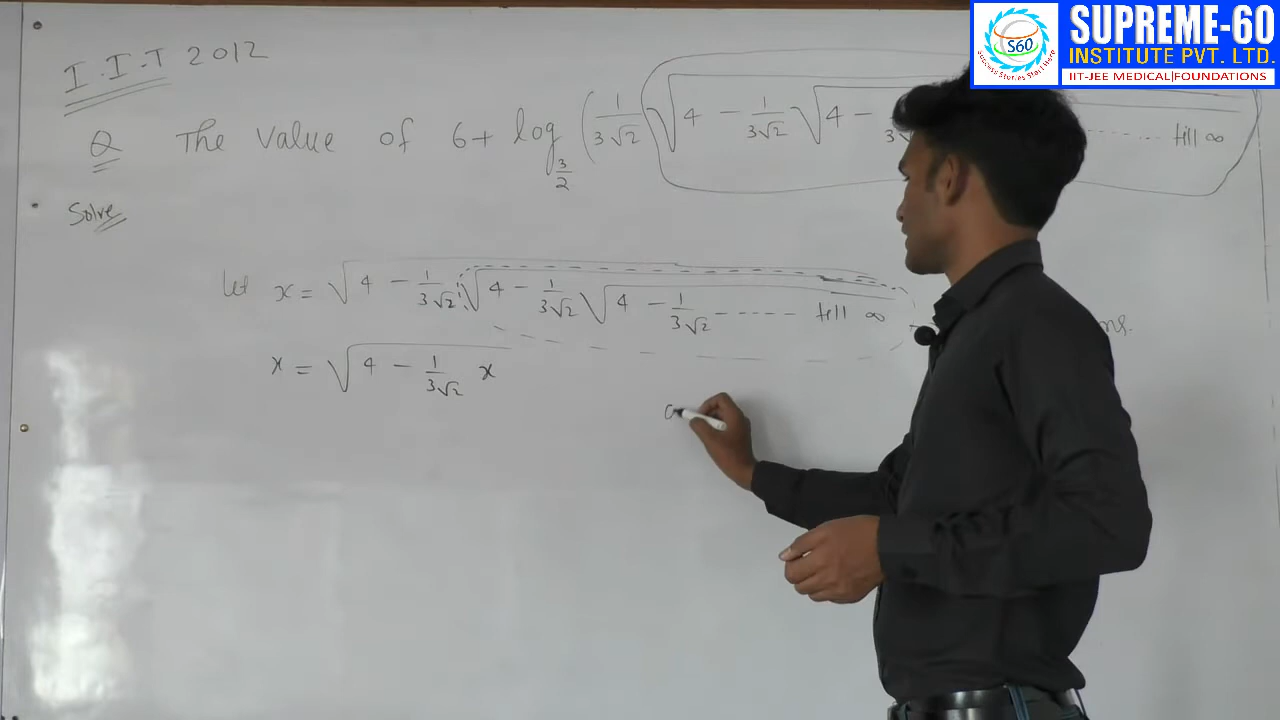 SUPREME-60
INSTITUTE PVT. LTD.
IIT-JEE MEDICAL|FOUNDATIONS
S60
I.I.T 2012
Q The value of 6 + log_{3/2} ( 1/(3√2) √(4 - 1/(3√2) √(4 - ...... till ∞
Solve
let x = √(4 - 1/(3√2) √(4 - 1/(3√2) √(4 - 1/(3√2) ----- till ∞
x = √(4 - 1/(3√2) x